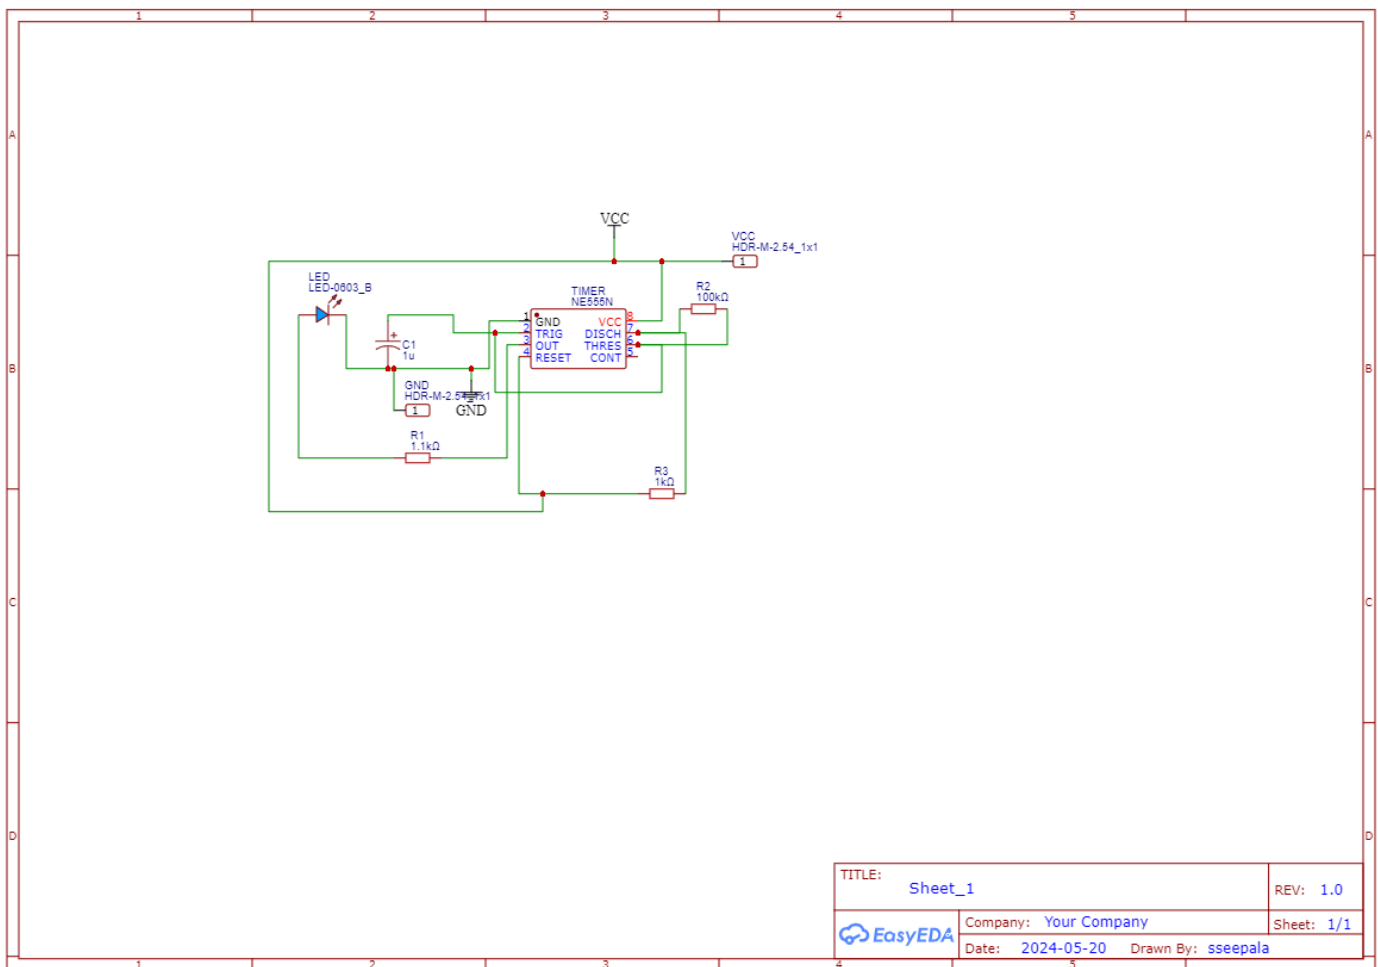 1 2 3 4 5
A A
VCC
VCC
HDR-M-2.54_1x1
1
LED
LED-0603_B
TIMER
NE555N
R2
100kΩ
1 GND VCC 8
2 TRIG DISCH 7
3 OUT THRES 6
4 RESET CONT 5
+
C1
1u
B B
GND
HDR-M-2.54_1x1
1
GND
R1
1.1kΩ
R3
1kΩ
C C
D D
TITLE:
Sheet_1
REV: 1.0
EasyEDA
Company: Your Company
Sheet: 1/1
Date: 2024-05-20 Drawn By: sseepala
1 2 3 4 5